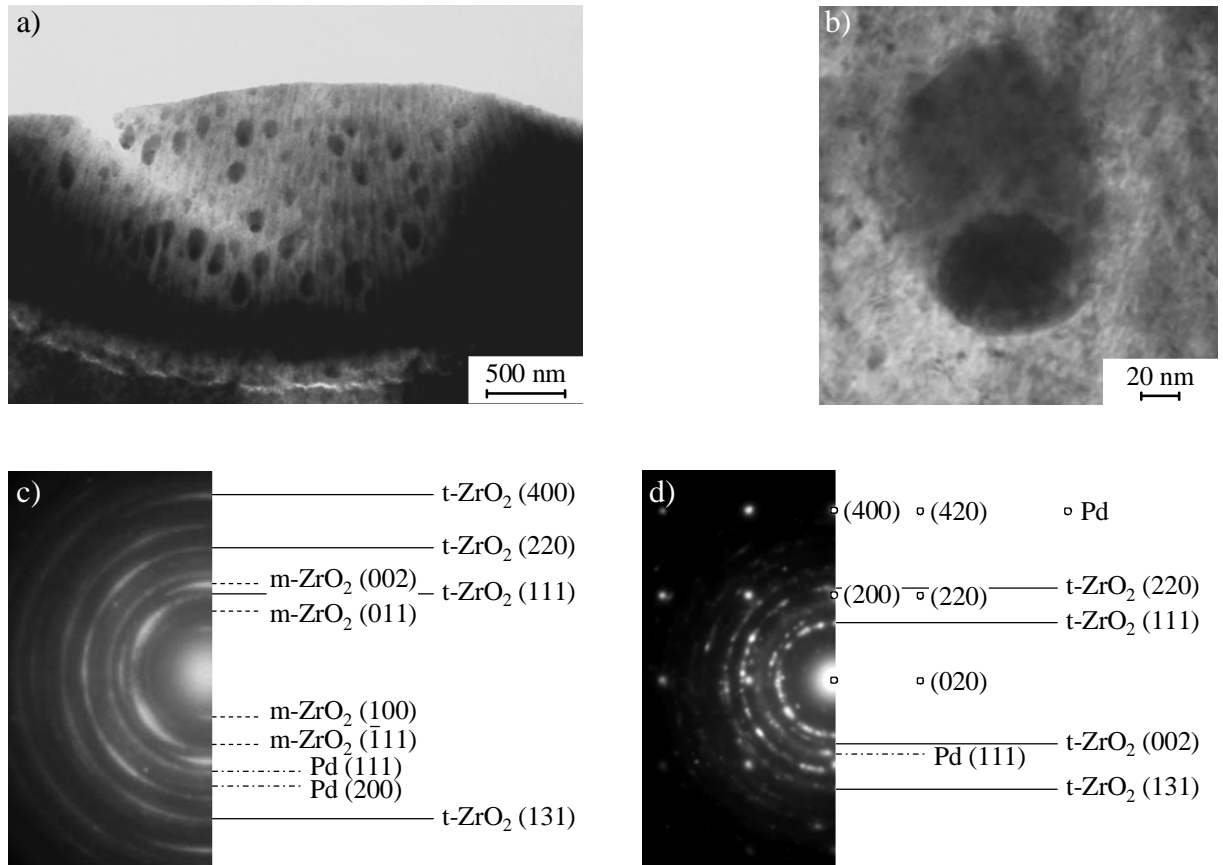 a)
500 nm
b)
20 nm
c)
t-ZrO₂ (400)
t-ZrO₂ (220)
m-ZrO₂ (002)
t-ZrO₂ (111)
m-ZrO₂ (011)
m-ZrO₂ (100)
m-ZrO₂ (1̄11)
Pd (111)
Pd (200)
t-ZrO₂ (131)
d)
(400) (420) Pd
t-ZrO₂ (220)
(200) (220)
t-ZrO₂ (111)
(020)
t-ZrO₂ (002)
Pd (111)
t-ZrO₂ (131)